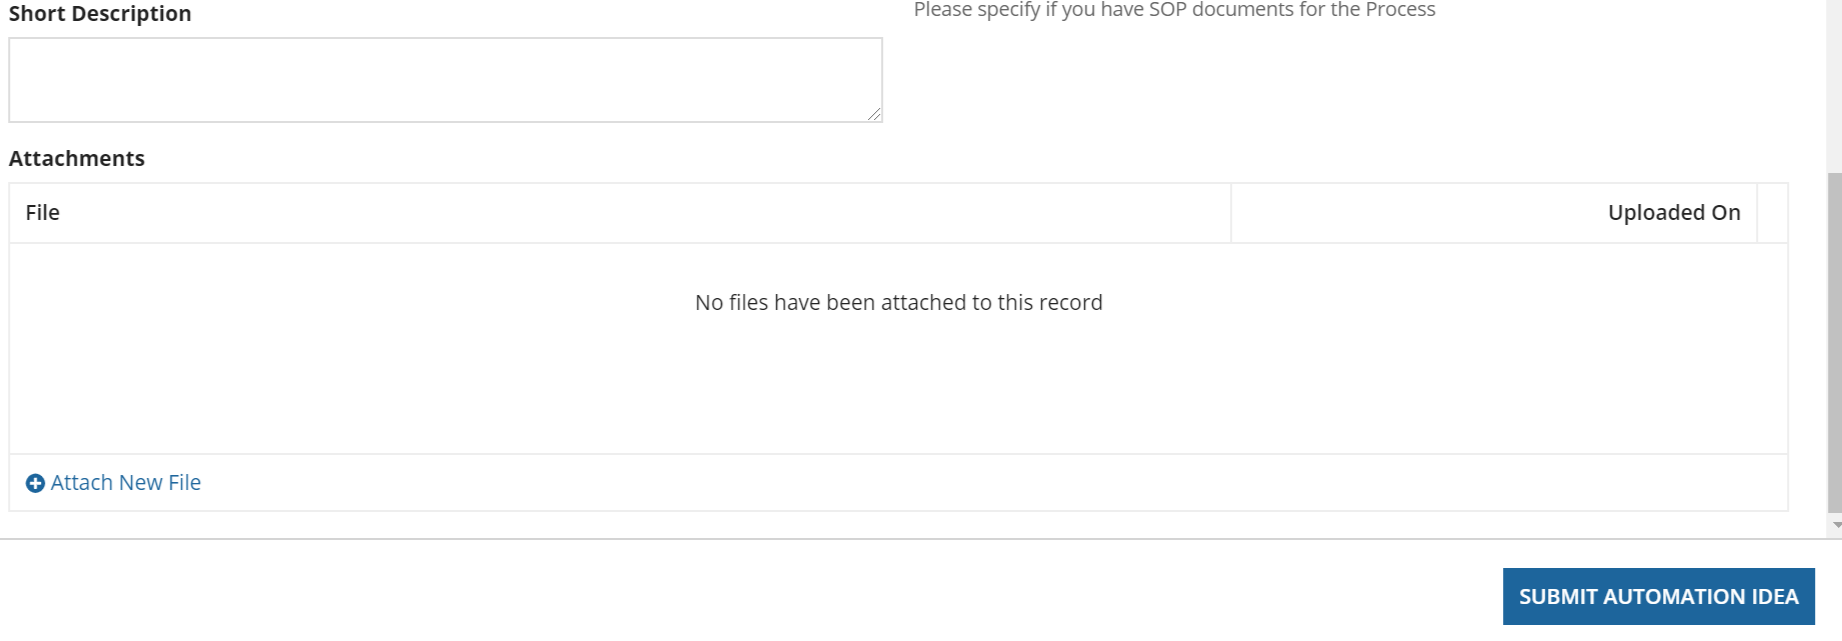 Short Description
Please specify if you have SOP documents for the Process
Attachments
File
Uploaded On
No files have been attached to this record
Attach New File
SUBMIT AUTOMATION IDEA